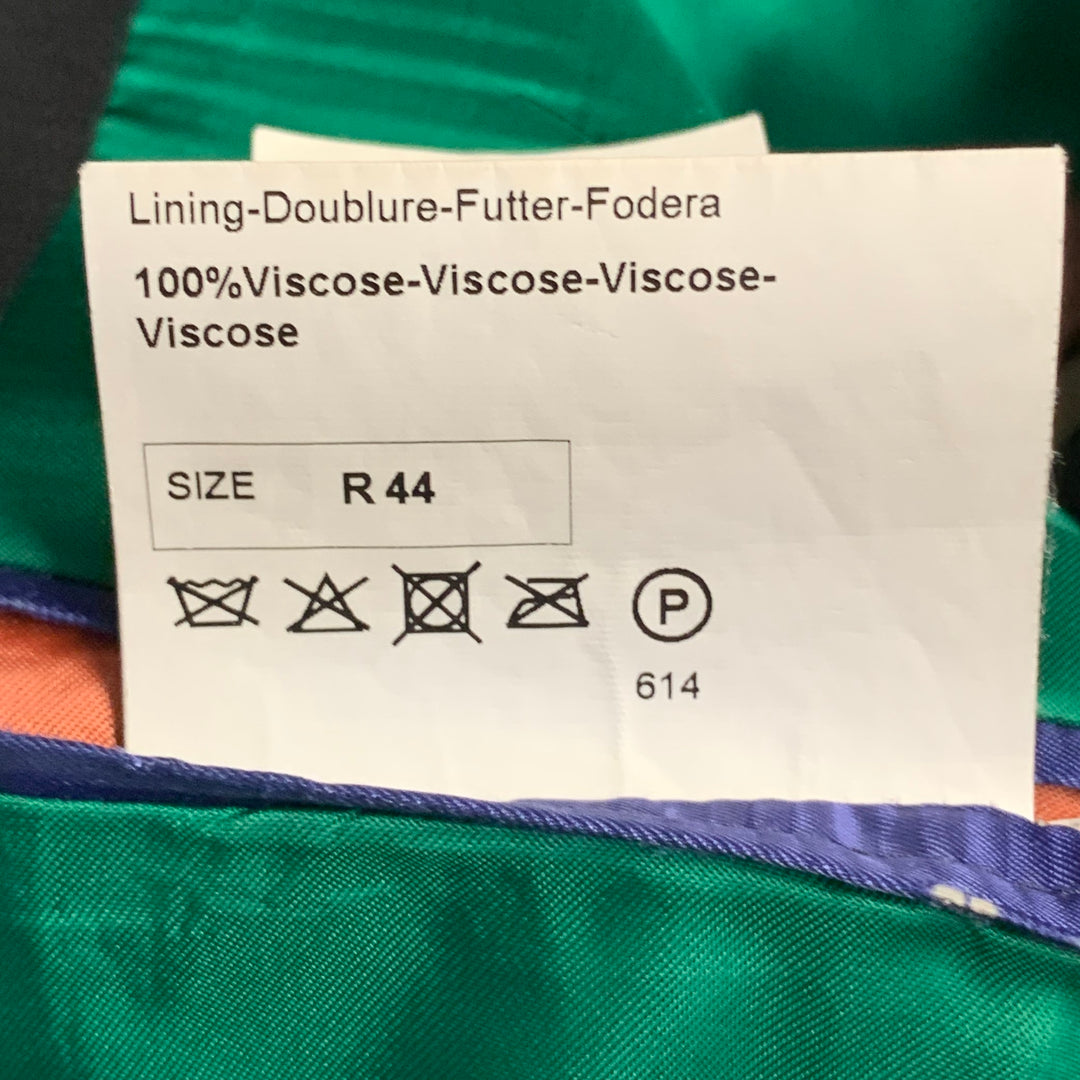 Lining-Doublure-Futter-Fodera
100%Viscose-Viscose-Viscose-
Viscose
SIZE R 44
P
614